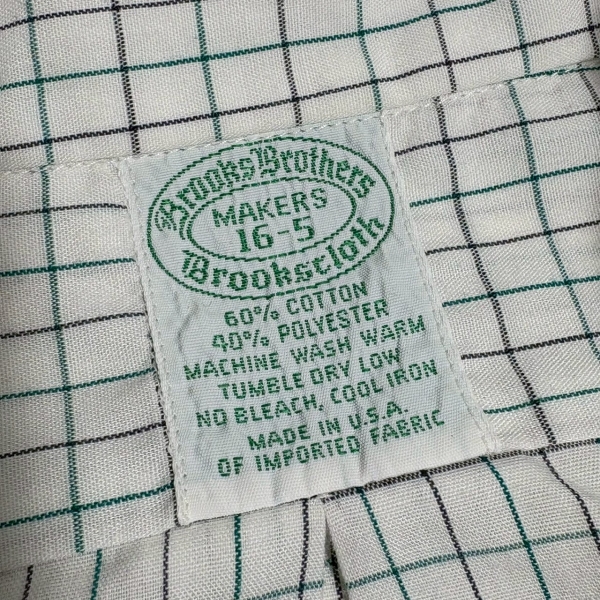 Brooks Brothers
MAKERS
16-5
Brookscloth
60% COTTON
40% POLYESTER
MACHINE WASH WARM
TUMBLE DRY LOW
NO BLEACH, COOL IRON
MADE IN U.S.A.
OF IMPORTED FABRIC